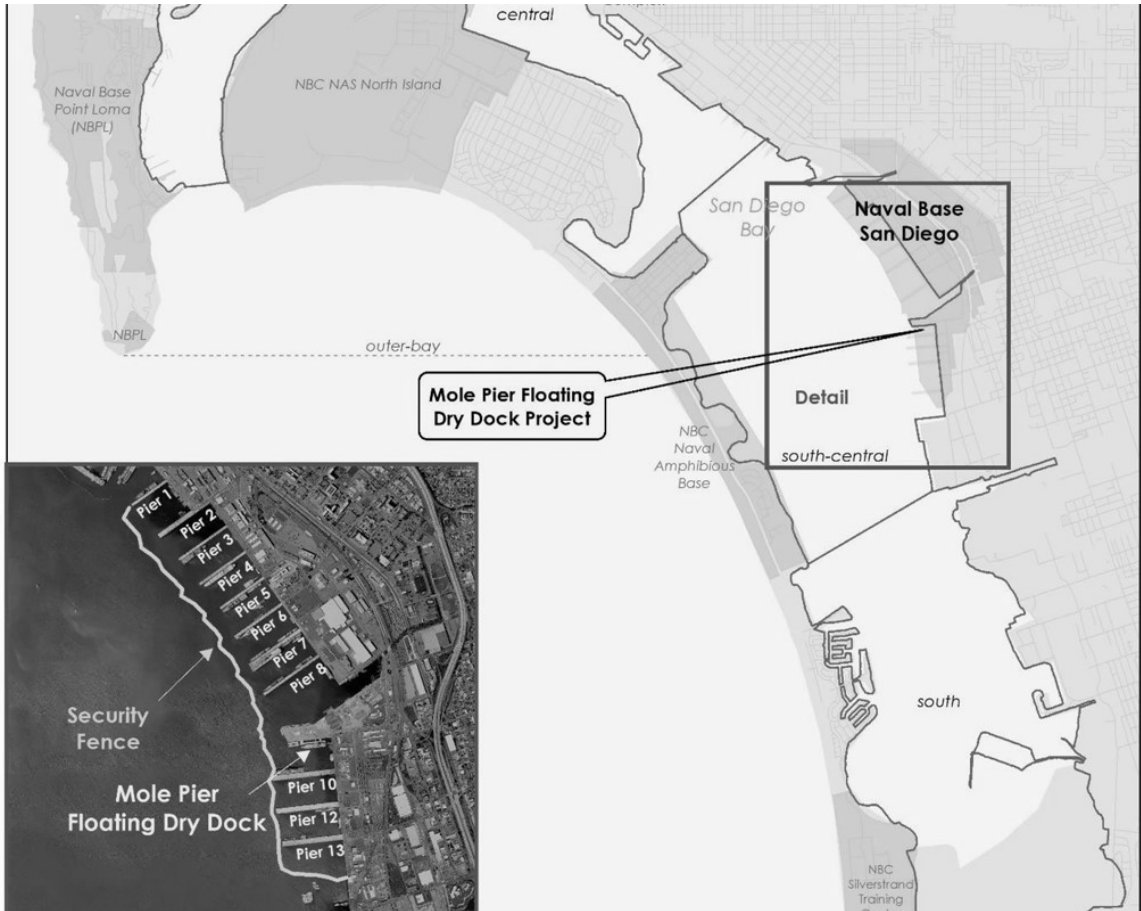 central
Naval Base
Point Loma
(NBPL)
NBC NAS North Island
San Diego
Bay
Naval Base
San Diego
NBPL
outer-bay
Mole Pier Floating
Dry Dock Project
Detail
NBC
Naval
Amphibious
Base
south-central
Pier 1
Pier 2
Pier 3
Pier 4
Pier 5
Pier 6
Pier 7
Pier 8
Security
Fence
Mole Pier
Floating Dry Dock
Pier 10
Pier 12
Pier 13
south
NBC
Silverstrand
Training